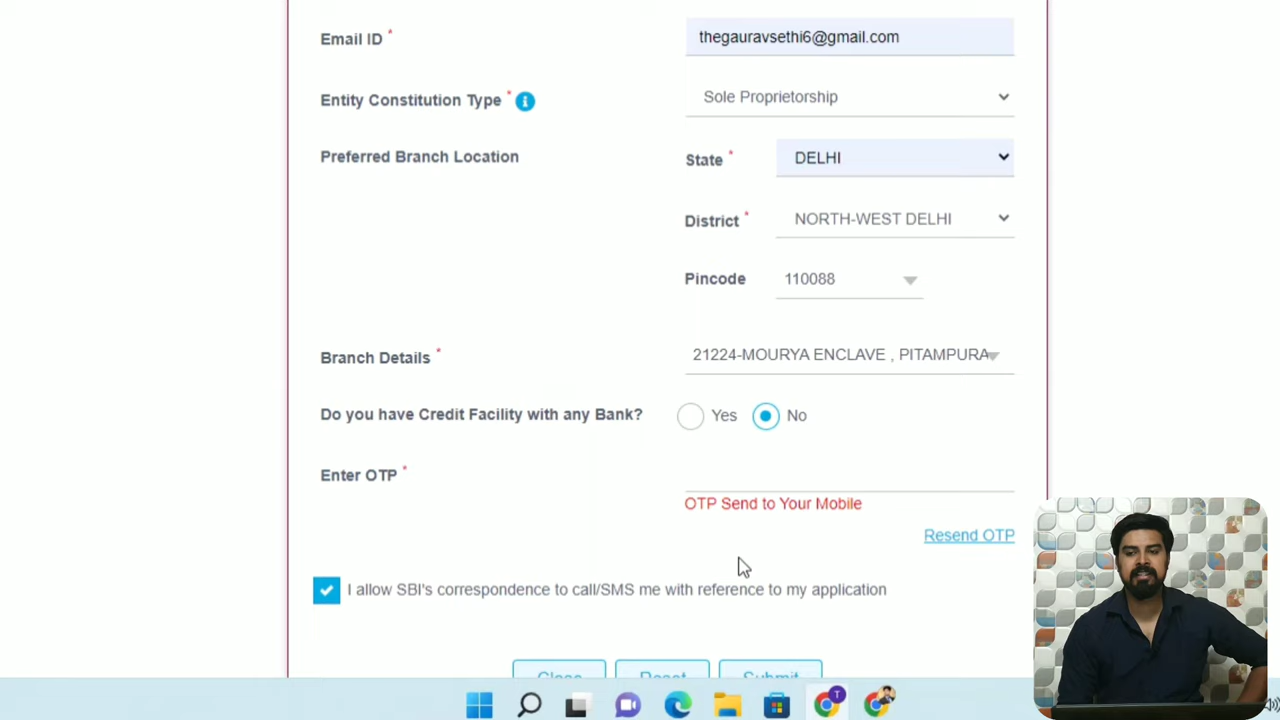 Email ID *
thegauravsethi6@gmail.com
Entity Constitution Type *
Sole Proprietorship
Preferred Branch Location
State *
DELHI
District *
NORTH-WEST DELHI
Pincode
110088
Branch Details *
21224-MOURYA ENCLAVE , PITAMPURA
Do you have Credit Facility with any Bank?
Yes
No
Enter OTP *
OTP Send to Your Mobile
Resend OTP
I allow SBI's correspondence to call/SMS me with reference to my application
Close
Reset
Submit
T